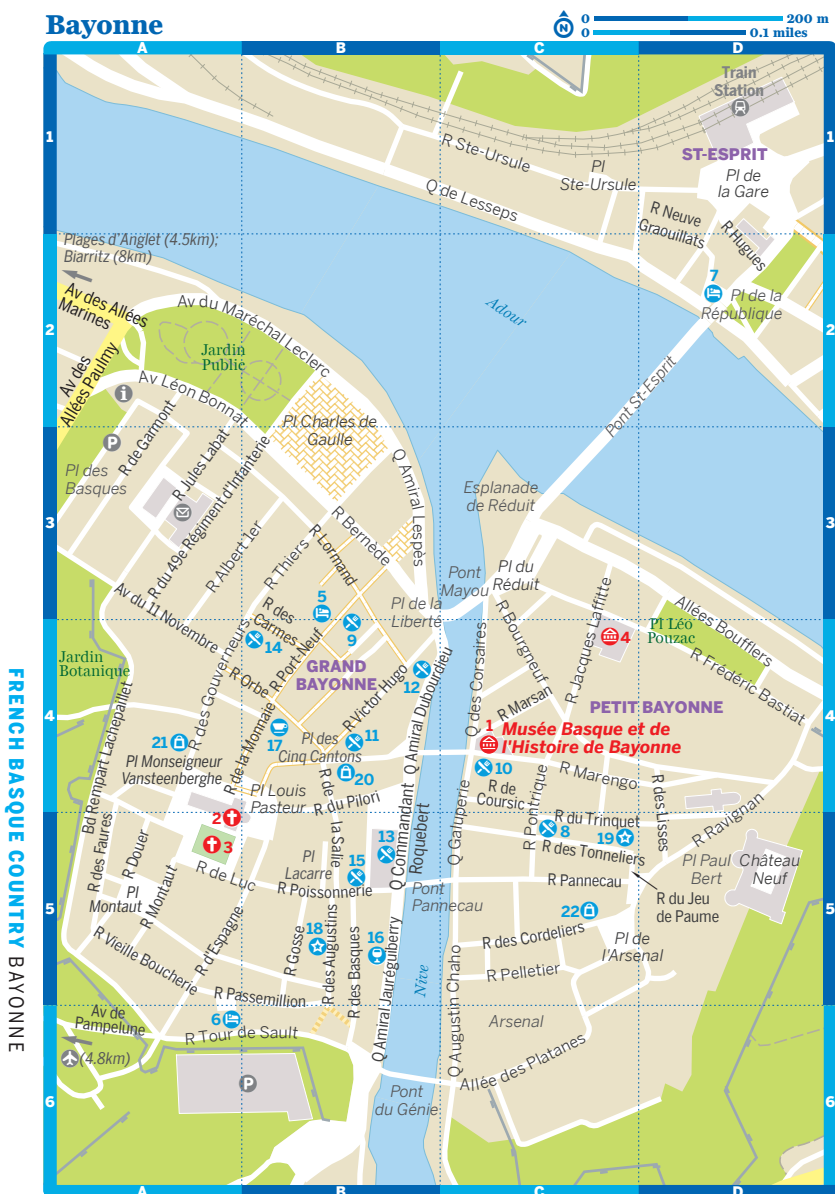 Bayonne
N
0 200 m
0 0.1 miles
A B C D
Train
Station
1 1
R Ste-Ursule
ST-ESPRIT
Pl
Ste-Ursule
Pl de
la Gare
Q de Lesseps
R Neuve
Graouillats
R Hugues
Plages d'Anglet (4.5km);
Biarritz (8km)
7
Pl de la
République
Av des Allées
Marines
Av du Maréchal Leclerc
Adour
2 2
Jardin
Public
Av des
Allées Paulmy
Av Léon Bonnat
i
Pont St-Esprit
Pl Charles de
Gaulle
P
R de Garmont
R Jules Labat
R du 49e Régiment d'Infanterie
Pl des
Basques
Q Amiral Lespès
Esplanade
de Réduit
3 3
R Albert 1er
R Thiers
R Bernède
R Lormand
Pont
Mayou
Pl du
Réduit
Av du 11 Novembre
5
R des
Carmes
9
Pl de la
Liberté
R Bourgneuf
R Jacques Laffitte
4
Pl Léo
Pouzac
Allées Boufflers
R Frédéric Bastiat
14
R des Gouverneurs
R Port-Neuf
Jardin
Botanique
GRAND
BAYONNE
12
Q des Corsaires
R Orbe
R Marsan
PETIT BAYONNE
4 4
Bd Rempart Lachepaillet
R Victor Hugo
Q Amiral Dubourdieu
1
Musée Basque et de
l'Histoire de Bayonne
21
17
11
Pl des
Cinq Cantons
Pl Monseigneur
Vansteenberghe
R de la Monnaie
20
10
R Marengo
Pl Louis
Pasteur
R du Pilori
R de
la Salie
R de
Coursic
R Pontrique
R des Lisses
2
3
R du Trinquet
8
19
R Ravignan
13
Q Commandant
Roquebert
Q Galuperie
R des Tonneliers
R des Faures
R Douer
R de Luc
Pl
Lacarre
15
Pl Paul
Bert
Château
Neuf
R Poissonnerie
Pont
Pannecau
R Pannecau
Pl
Montaut
R Montaut
R du Jeu
de Paume
5 5
22
R d'Espagne
R Gosse
18
R des Augustins
R des Basques
16
R des Cordeliers
Pl de
l'Arsenal
R Vieille Boucherie
Q Amiral Jauréguiberry
Nive
Q Augustin Chaho
R Pelletier
R Passemillion
Av de
Pampelune
6
R Tour de Sault
Arsenal
(4.8km)
P
Allée des Platanes
Pont
du Génie
6 6
A B C D
FRENCH BASQUE COUNTRY BAYONNE